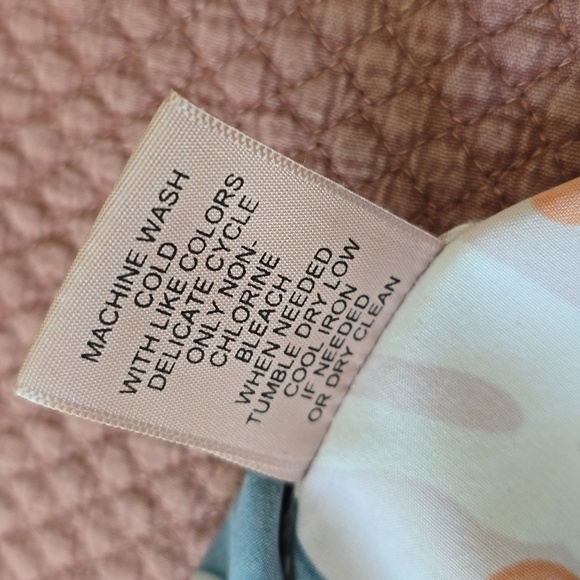 MACHINE WASH
COLD
WITH LIKE COLORS
DELICATE CYCLE
ONLY NON-
CHLORINE
BLEACH
WHEN NEEDED
TUMBLE DRY LOW
COOL IRON
IF NEEDED
OR DRY CLEAN